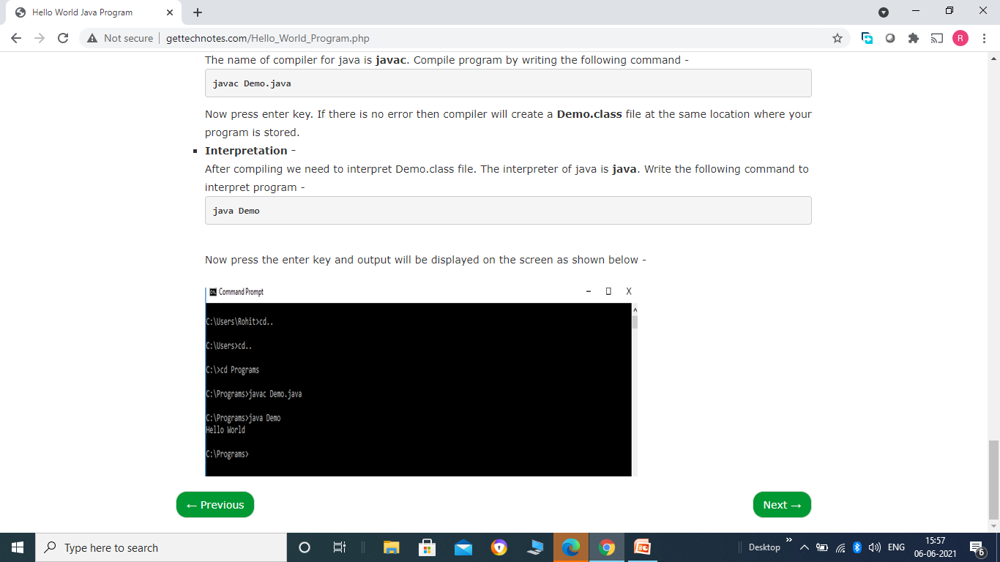 Hello World Java Program
Not secure
gettechnotes.com/Hello_World_Program.php
R
The name of compiler for java is javac. Compile program by writing the following command -
javac Demo.java
Now press enter key. If there is no error then compiler will create a Demo.class file at the same location where your
program is stored.
Interpretation -
After compiling we need to interpret Demo.class file. The interpreter of java is java. Write the following command to
interpret program -
java Demo
Now press the enter key and output will be displayed on the screen as shown below -
Command Prompt
C:\Users\Rohit>cd..
C:\Users>cd..
C:\>cd Programs
C:\Programs>javac Demo.java
C:\Programs>java Demo
Hello World
C:\Programs>
← Previous
Next →
Type here to search
Desktop
ENG
15:57
06-06-2021
6